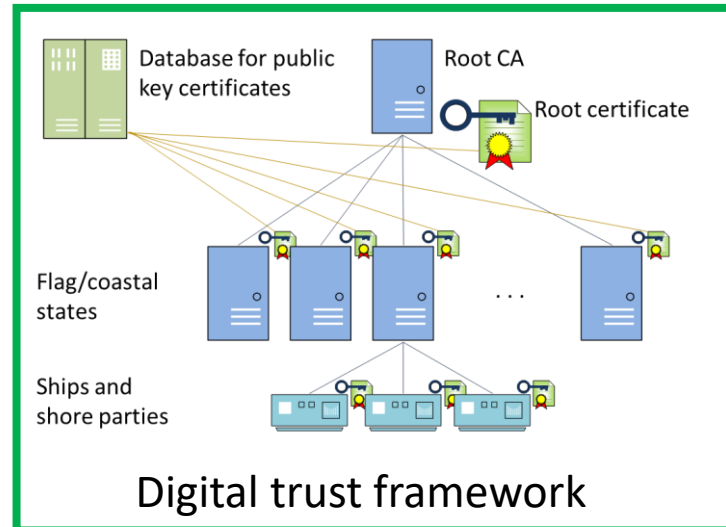 Database for public
key certificates
Root CA
Root certificate
Flag/coastal
states
. . .
Ships and
shore parties
Digital trust framework